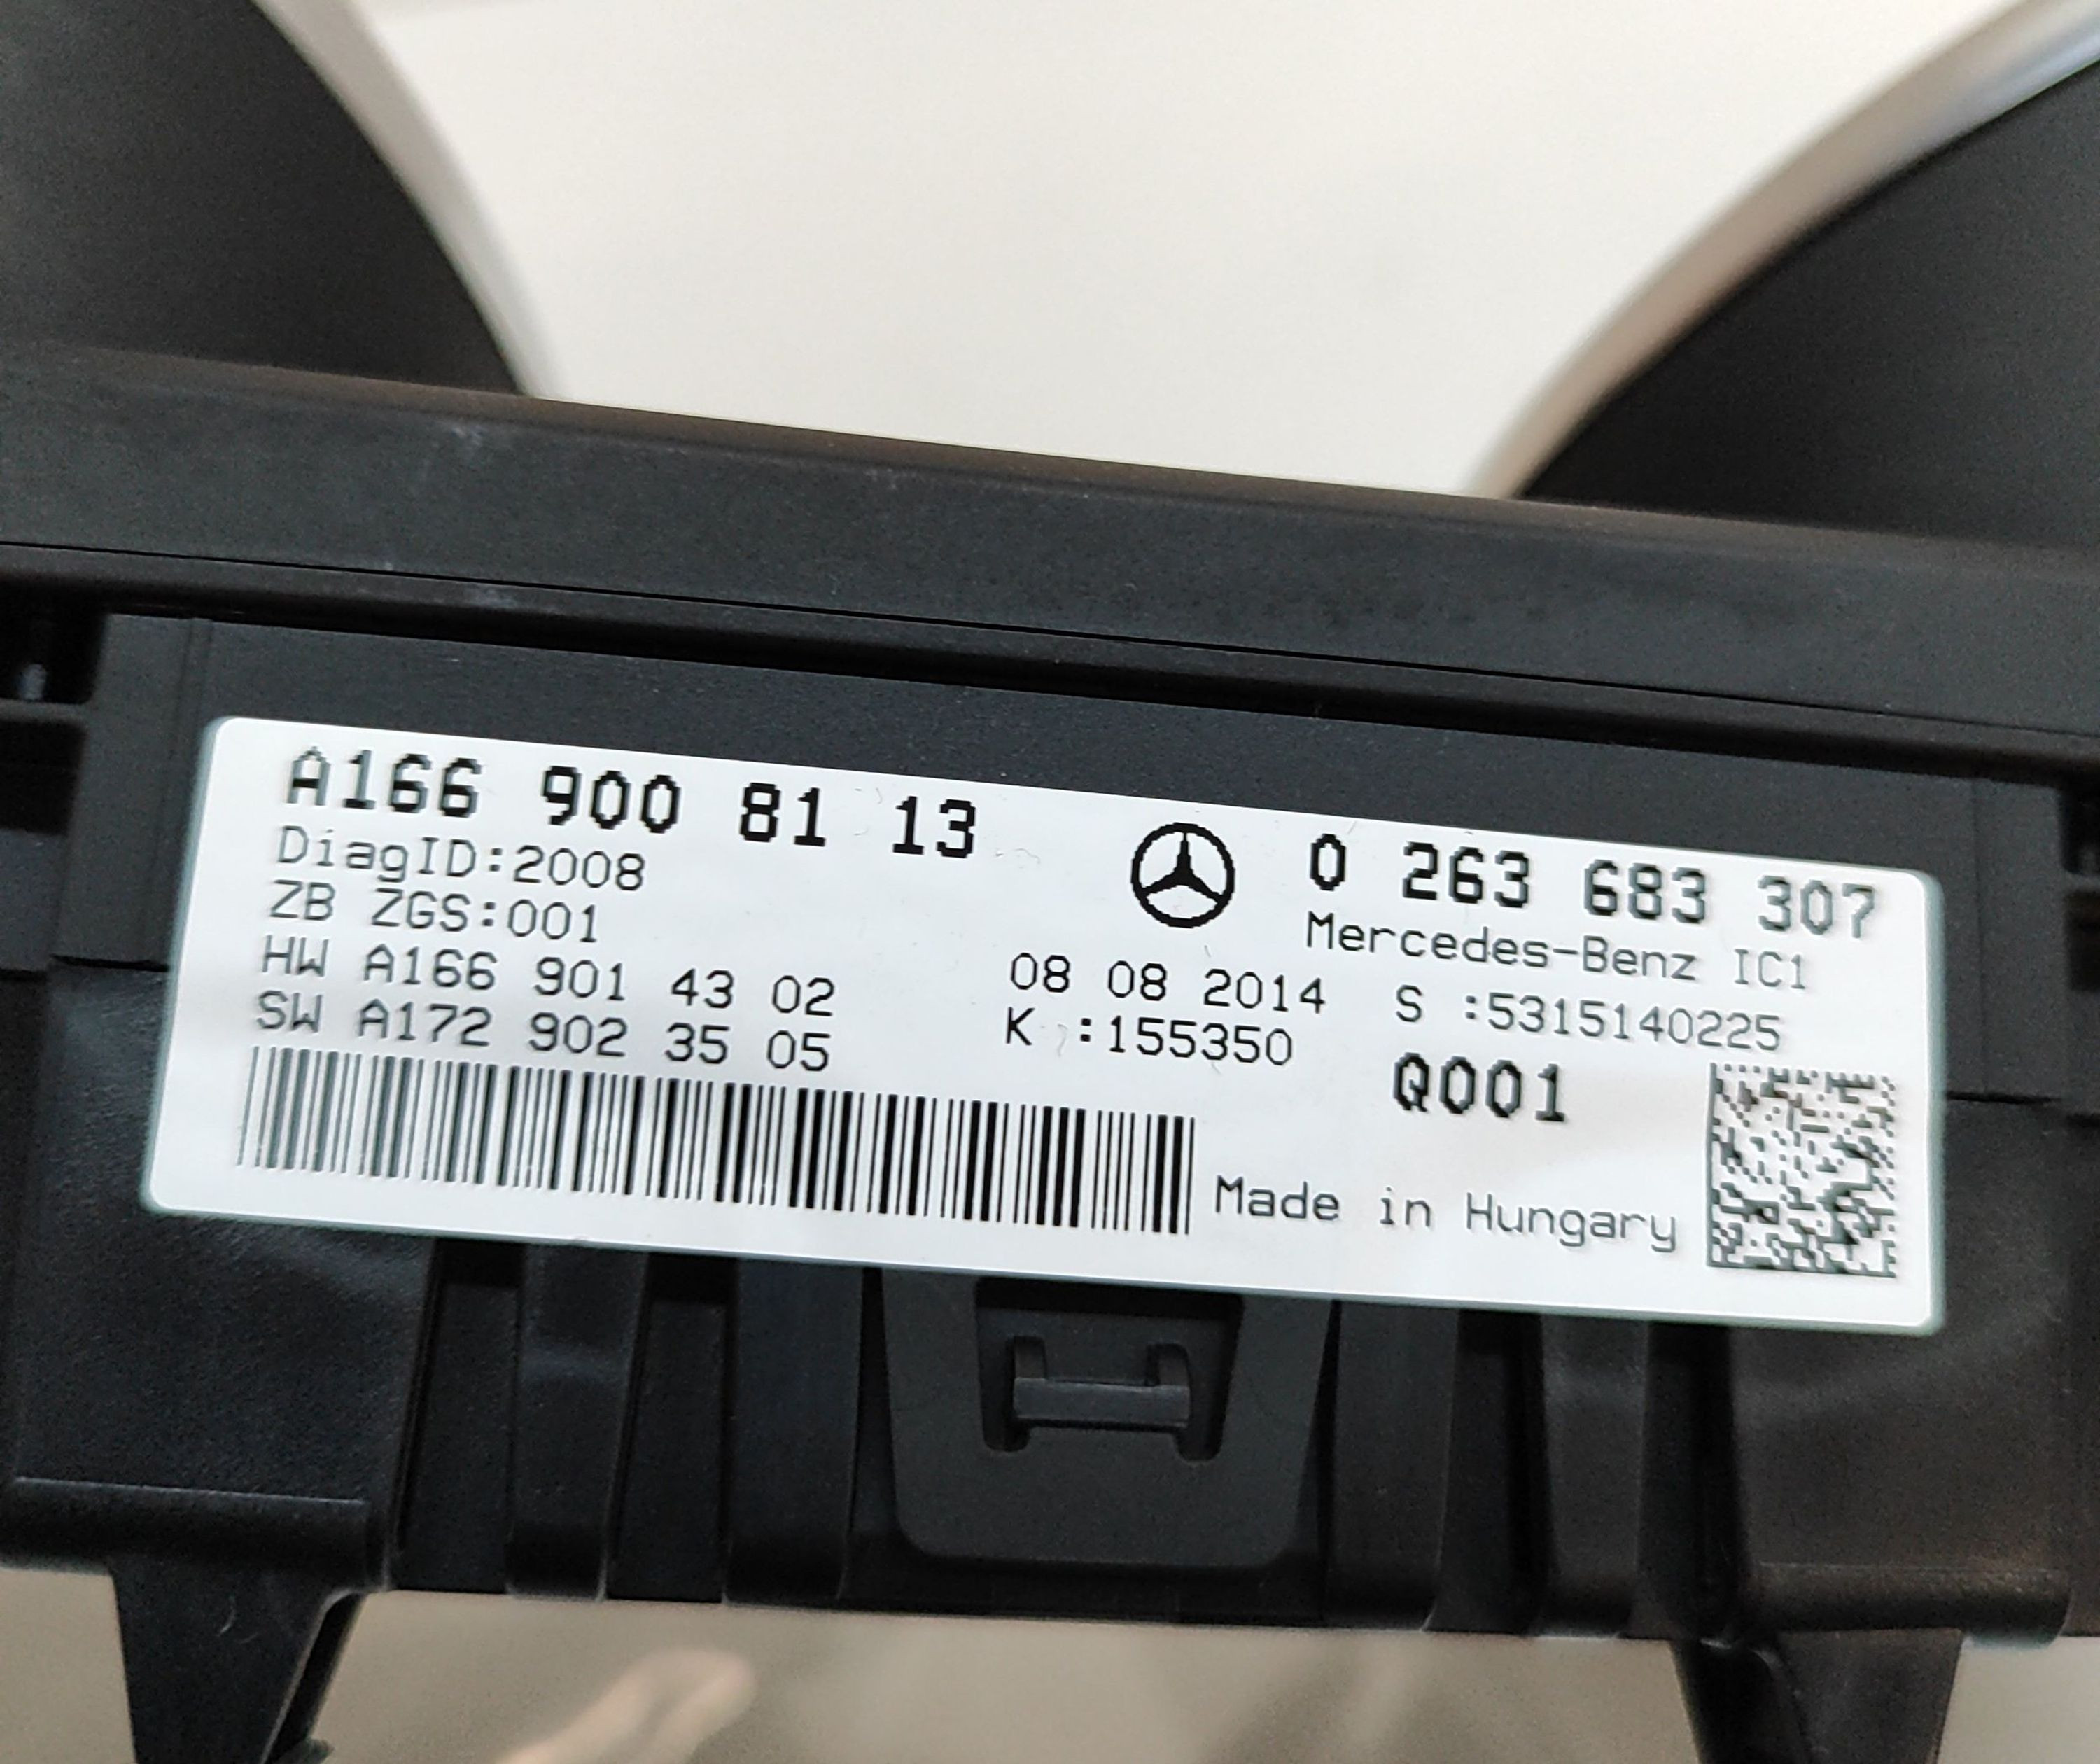 A166 900 81 13
DiagID:2008
ZB ZGS:001
HW A166 901 43 02
SW A172 902 35 05
0 263 683 307
Mercedes-Benz IC1
08 08 2014 S :5315140225
K :155350
Q001
Made in Hungary